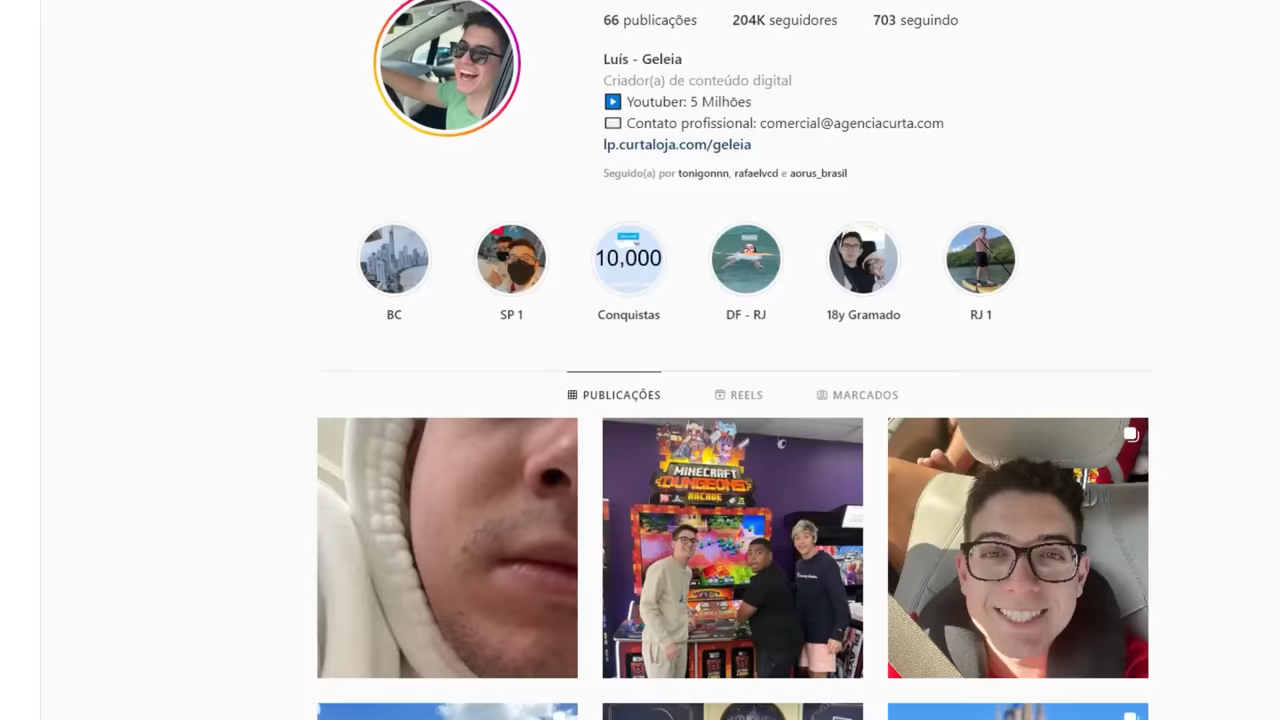 66 publicações 204K seguidores 703 seguindo
Luís - Geleia
Criador(a) de conteúdo digital
Youtuber: 5 Milhões
Contato profissional: comercial@agenciacurta.com
lp.curtaloja.com/geleia
Seguido(a) por tonigonnn, rafaelvcd e aorus_brasil
10,000
BC SP 1 Conquistas DF - RJ 18y Gramado RJ 1
PUBLICAÇÕES REELS MARCADOS
MINECRAFT
DUNGEONS
ARCADE